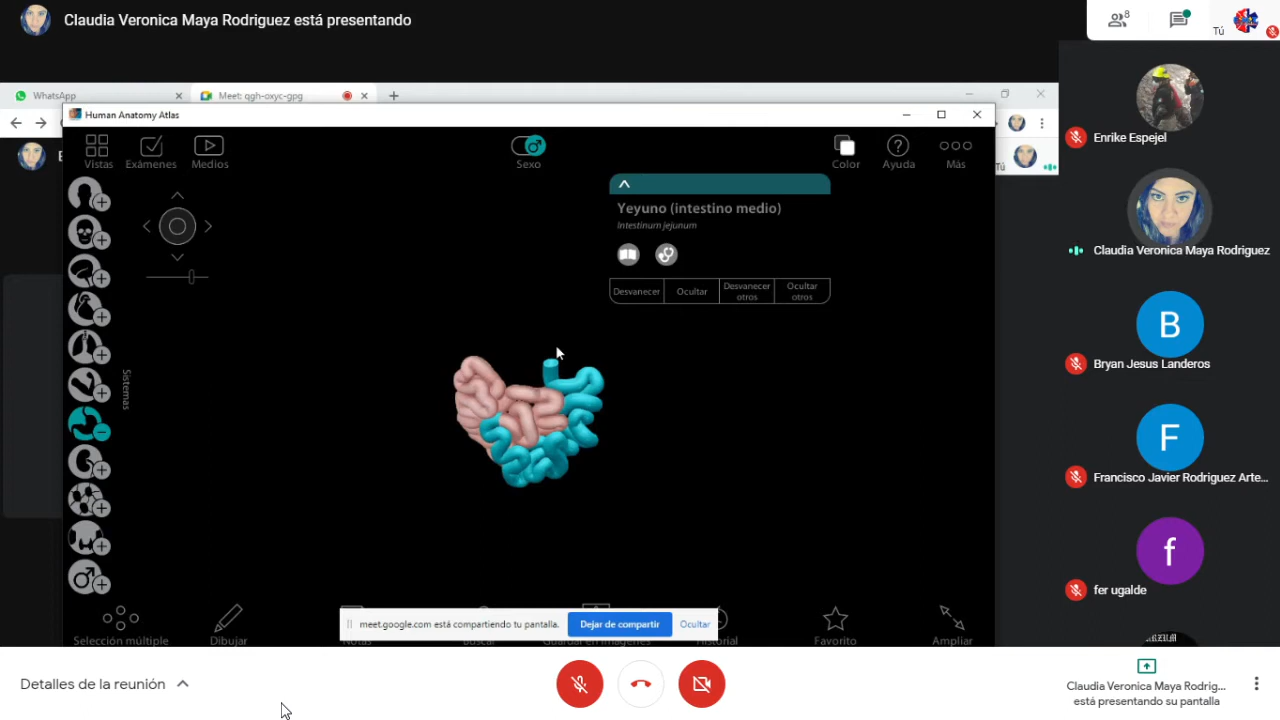 Claudia Veronica Maya Rodriguez está presentando
8
Tú
WhatsApp
Meet: qgh-oxyc-gpg
Human Anatomy Atlas
Vistas
Exámenes
Medios
Sexo
Color
Ayuda
Más
Tú
Yeyuno (intestino medio)
Intestinum jejunum
Desvanecer
Ocultar
Desvanecer
otros
Ocultar
otros
Sistemas
Selección múltiple
Dibujar
Historial
Favorito
Ampliar
meet.google.com está compartiendo tu pantalla.
Dejar de compartir
Ocultar
Enrike Espejel
Claudia Veronica Maya Rodriguez
B
Bryan Jesus Landeros
F
Francisco Javier Rodriguez Arte...
f
fer ugalde
Detalles de la reunión
Claudia Veronica Maya Rodrig...
está presentando su pantalla